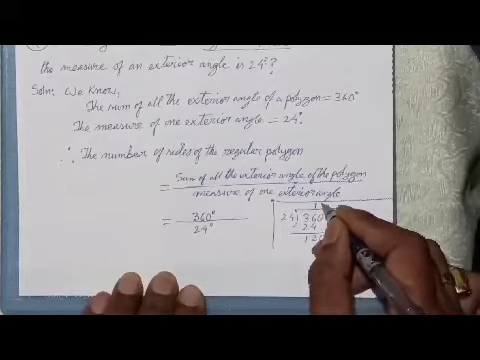 the measure of an exterior angle is 24°?
Soln: We Know,
The sum of all the exterior angle of a polygon = 360°
The measure of one exterior angle = 24°.
∴ The number of sides of the regular polygon
= Sum of all the exterior angle of the polygon
measure of one exterior angle
= 360°
24°
1
24 360
24
120